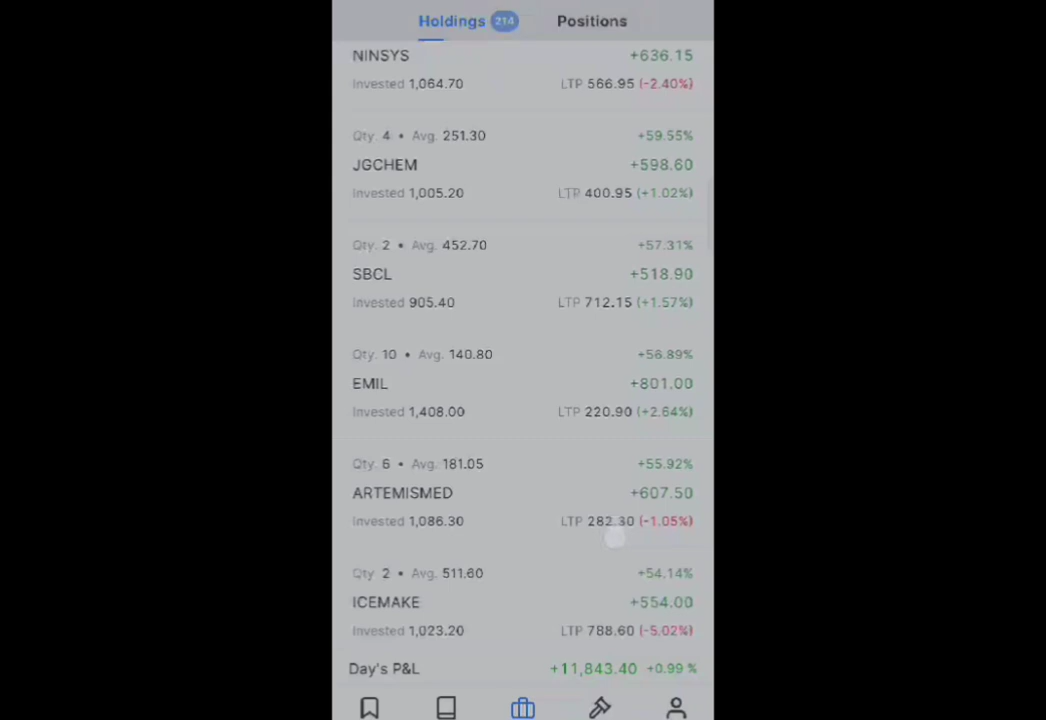 Holdings 214 Positions
NINSYS +636.15
Invested 1,064.70 LTP 566.95 (-2.40%)
Qty. 4 • Avg. 251.30 +59.55%
JGCHEM +598.60
Invested 1,005.20 LTP 400.95 (+1.02%)
Qty. 2 • Avg. 452.70 +57.31%
SBCL +518.90
Invested 905.40 LTP 712.15 (+1.57%)
Qty. 10 • Avg. 140.80 +56.89%
EMIL +801.00
Invested 1,408.00 LTP 220.90 (+2.64%)
Qty. 6 • Avg. 181.05 +55.92%
ARTEMISMED +607.50
Invested 1,086.30 LTP 282.30 (-1.05%)
Qty. 2 • Avg. 511.60 +54.14%
ICEMAKE +554.00
Invested 1,023.20 LTP 788.60 (-5.02%)
Day's P&L +11,843.40 +0.99 %